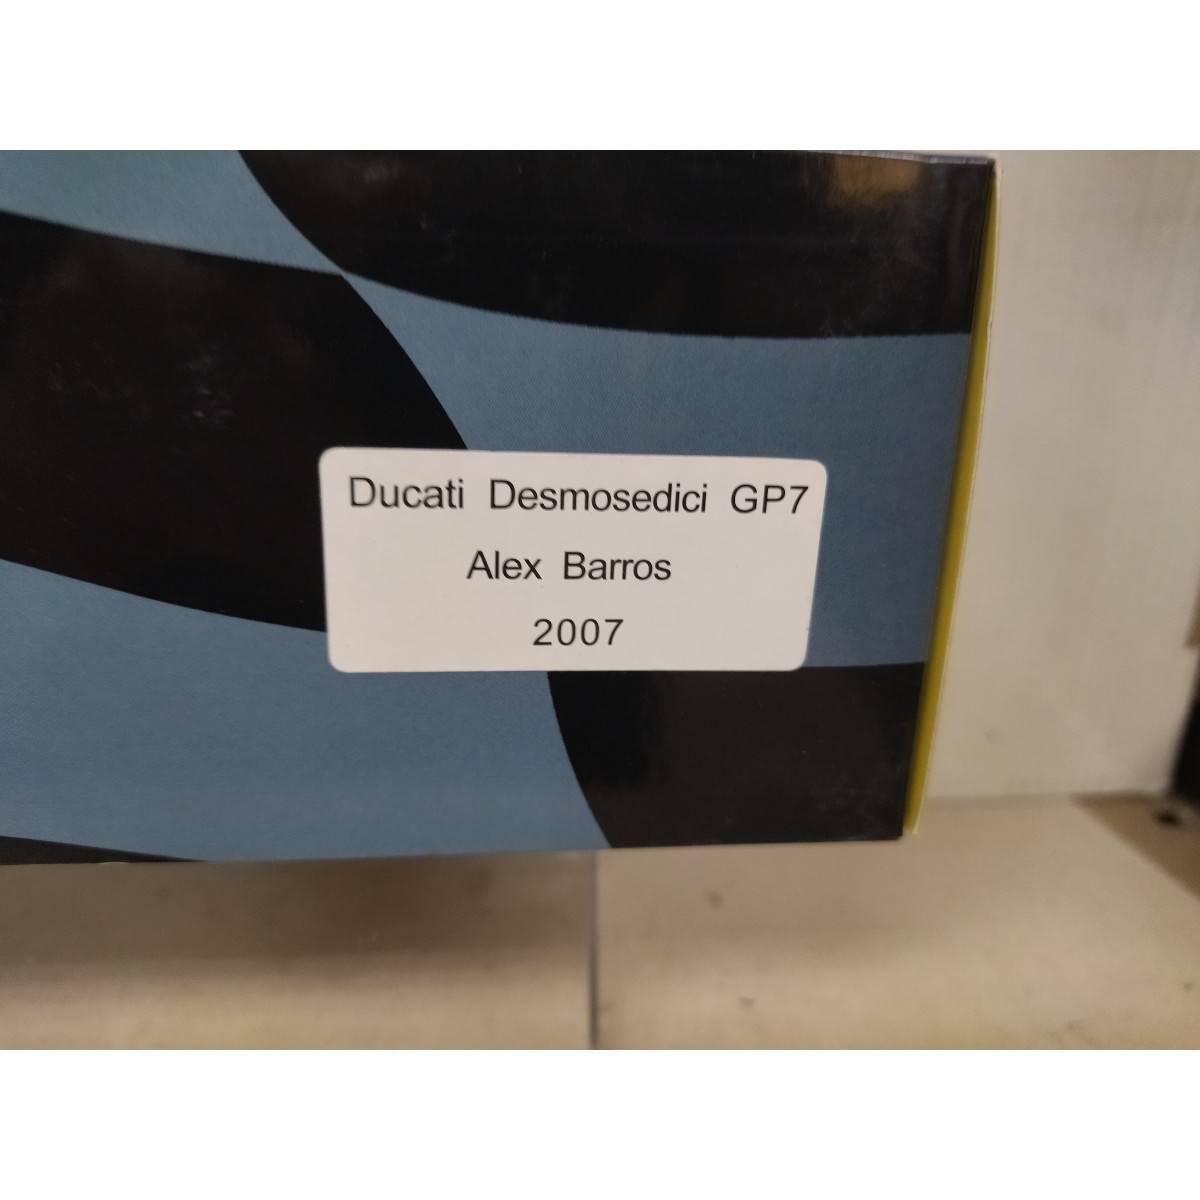 Ducati Desmosedici GP7
Alex Barros
2007